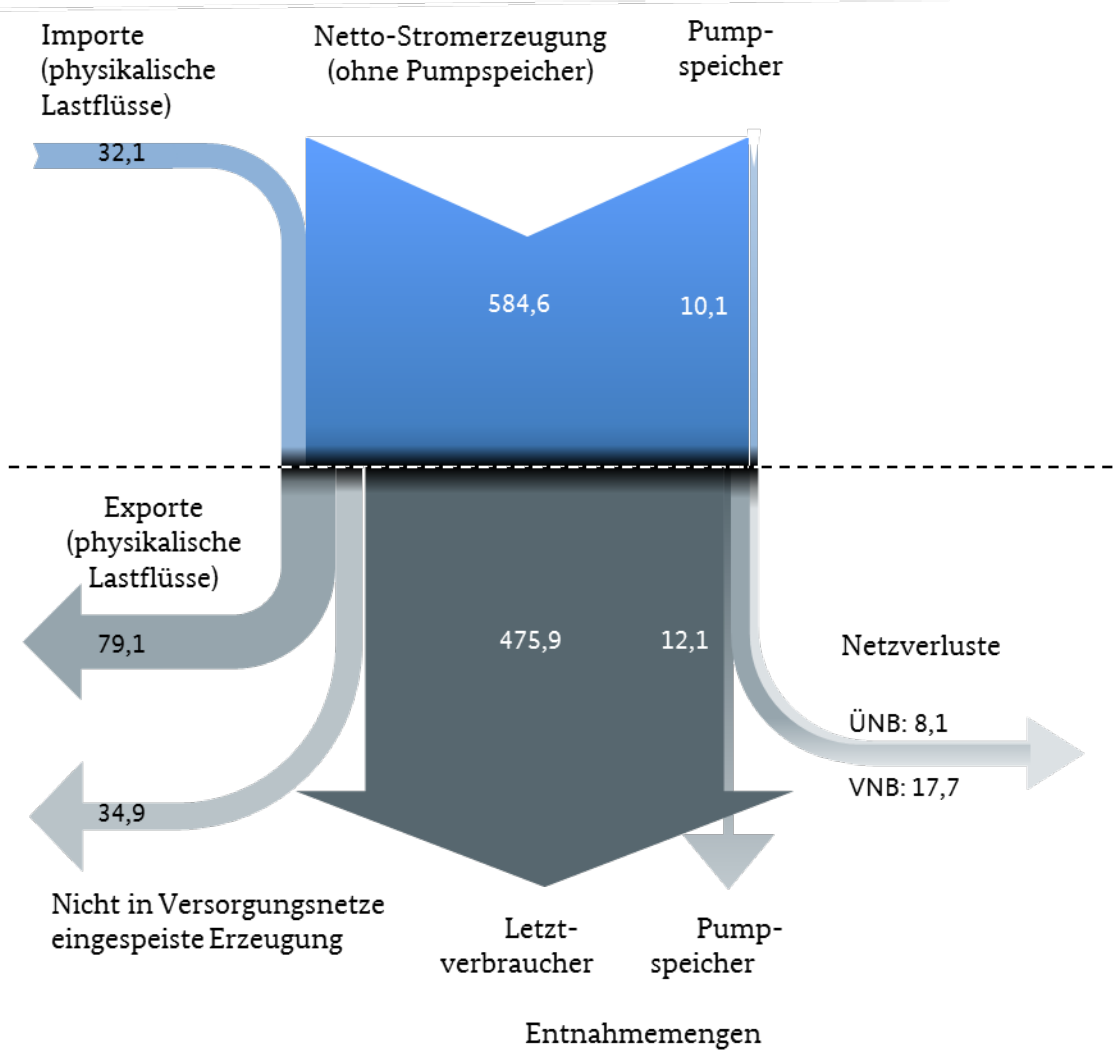 Importe
(physikalische
Lastflüsse)
Netto-Stromerzeugung
(ohne Pumpspeicher)
Pump-
speicher
32,1
584,6
10,1
Exporte
(physikalische
Lastflüsse)
79,1
475,9
12,1
Netzverluste
ÜNB: 8,1
VNB: 17,7
34,9
Nicht in Versorgungsnetze
eingespeiste Erzeugung
Letzt-
verbraucher
Pump-
speicher
Entnahmemengen